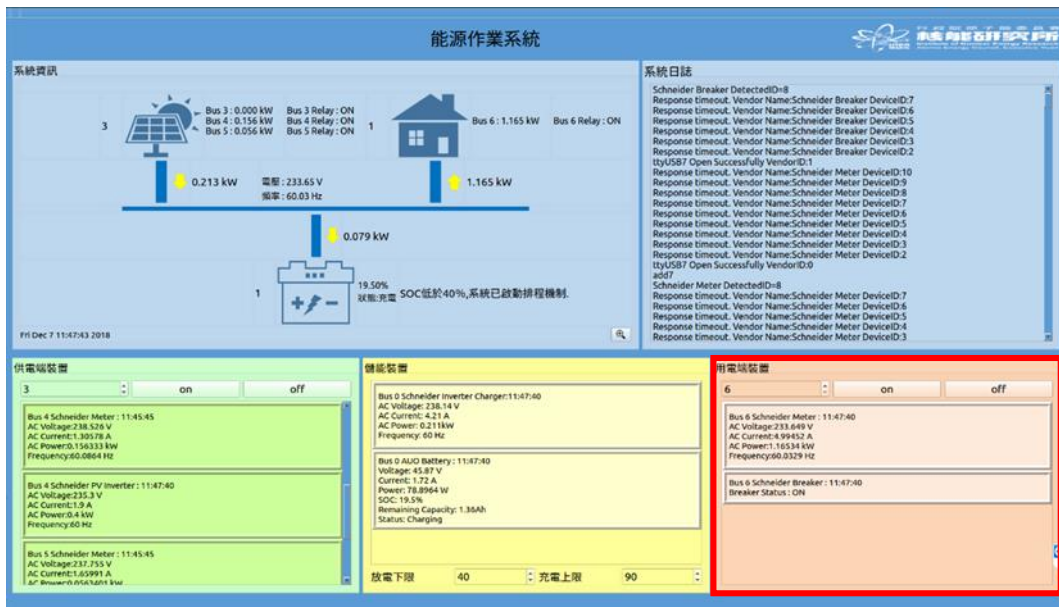 能源作業系統
核能研究所
系統資訊
3
Bus 3 : 0.000 kW
Bus 3 Relay : ON
Bus 4 : 0.156 kW
Bus 4 Relay : ON
Bus 5 : 0.056 kW
Bus 5 Relay : ON
1
Bus 6 : 1.165 kW
Bus 6 Relay : ON
0.213 kW
電壓 : 233.65 V
頻率 : 60.03 Hz
1.165 kW
0.079 kW
1
19.50%
狀態:充電
SOC低於40%,系統已啟動排程機制.
Fri Dec 7 11:47:43 2018
系統日誌
Schneider Breaker DetectedID=8
Response timeout. Vendor Name:Schneider Breaker DeviceID:7
Response timeout. Vendor Name:Schneider Breaker DeviceID:6
Response timeout. Vendor Name:Schneider Breaker DeviceID:5
Response timeout. Vendor Name:Schneider Breaker DeviceID:4
Response timeout. Vendor Name:Schneider Breaker DeviceID:3
Response timeout. Vendor Name:Schneider Breaker DeviceID:2
ttyUSB7 Open Successfully VendorID:1
Response timeout. Vendor Name:Schneider Meter DeviceID:10
Response timeout. Vendor Name:Schneider Meter DeviceID:9
Response timeout. Vendor Name:Schneider Meter DeviceID:8
Response timeout. Vendor Name:Schneider Meter DeviceID:7
Response timeout. Vendor Name:Schneider Meter DeviceID:6
Response timeout. Vendor Name:Schneider Meter DeviceID:5
Response timeout. Vendor Name:Schneider Meter DeviceID:4
Response timeout. Vendor Name:Schneider Meter DeviceID:3
Response timeout. Vendor Name:Schneider Meter DeviceID:2
ttyUSB7 Open Successfully VendorID:0
add7
Schneider Meter DetectedID=8
Response timeout. Vendor Name:Schneider Meter DeviceID:7
Response timeout. Vendor Name:Schneider Meter DeviceID:6
Response timeout. Vendor Name:Schneider Meter DeviceID:5
Response timeout. Vendor Name:Schneider Meter DeviceID:4
Response timeout. Vendor Name:Schneider Meter DeviceID:3
供電端裝置
3
on
off
Bus 4 Schneider Meter : 11:45:45
AC Voltage:238.526 V
AC Current:1.30578 A
AC Power:0.156333 kW
Frequency:60.0864 Hz
Bus 4 Schneider PV Inverter : 11:47:40
AC Voltage:235.3 V
AC Current:1.9 A
AC Power:0.4 kW
Frequency:60 Hz
Bus 5 Schneider Meter : 11:45:45
AC Voltage:237.755 V
AC Current:1.65991 A
AC Power:0.0563401 kW
儲能裝置
Bus 0 Schneider Inverter Charger:11:47:40
AC Voltage: 238.14 V
AC Current: 4.21 A
AC Power: 0.211kW
Frequency: 60 Hz
Bus 0 AUO Battery : 11:47:40
Voltage: 45.87 V
Current: 1.72 A
Power: 78.8964 W
SOC: 19.5%
Remaining Capacity: 1.36Ah
Status: Charging
放電下限
40
充電上限
90
用電端裝置
6
on
off
Bus 6 Schneider Meter : 11:47:40
AC Voltage:233.649 V
AC Current:4.99452 A
AC Power:1.16534 kW
Frequency:60.0329 Hz
Bus 6 Schneider Breaker : 11:47:40
Breaker Status : ON